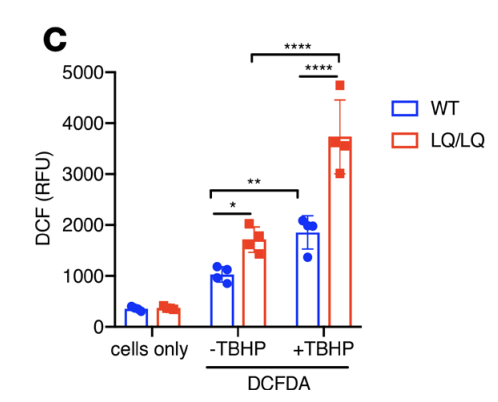 C
****
****
5000
4000
3000
2000
1000
0
DCF (RFU)
**
*
WT
LQ/LQ
cells only
-TBHP
+TBHP
DCFDA